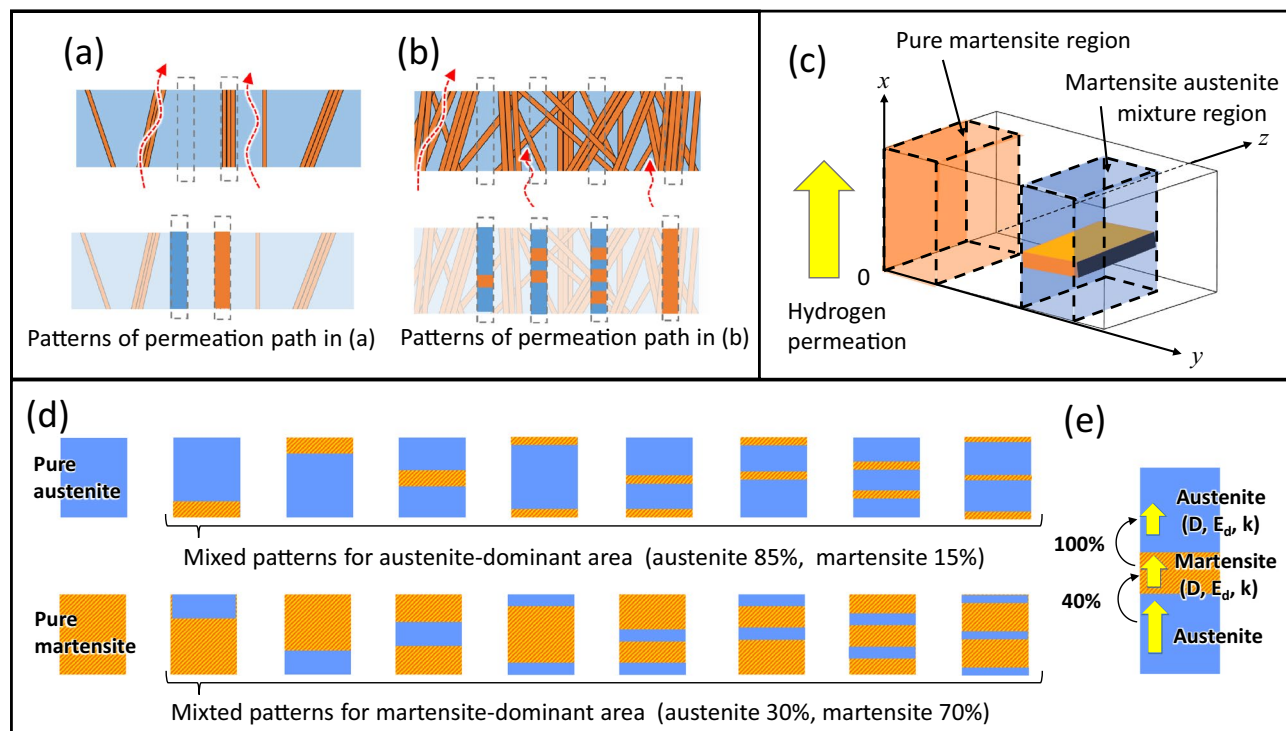 (a)
Patterns of permeation path in (a)
(b)
Patterns of permeation path in (b)
(c)
Pure martensite region
Martensite austenite
mixture region
x
z
0
y
Hydrogen
permeation
(d)
Pure
austenite
Mixed patterns for austenite-dominant area (austenite 85%, martensite 15%)
Pure
martensite
Mixted patterns for martensite-dominant area (austenite 30%, martensite 70%)
(e)
Austenite
(D, Ed, k)
100%
Martensite
(D, Ed, k)
40%
Austenite